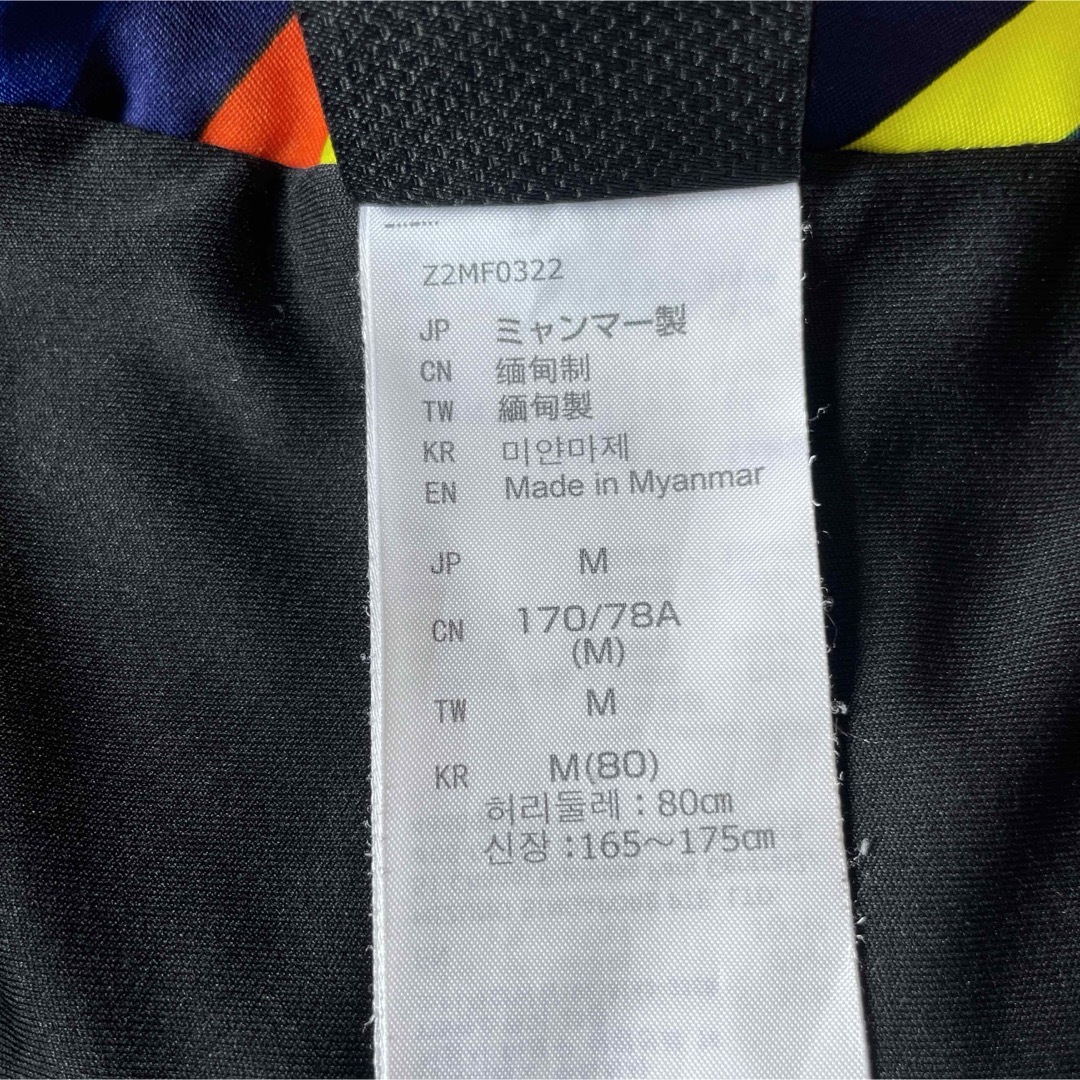 Z2MF0322
JP ミャンマー製
CN 缅甸制
TW 緬甸製
KR 미얀마제
EN Made in Myanmar
JP M
CN 170/78A
(M)
TW M
KR M(80)
허리둘레 : 80㎝
신장 :165~175㎝